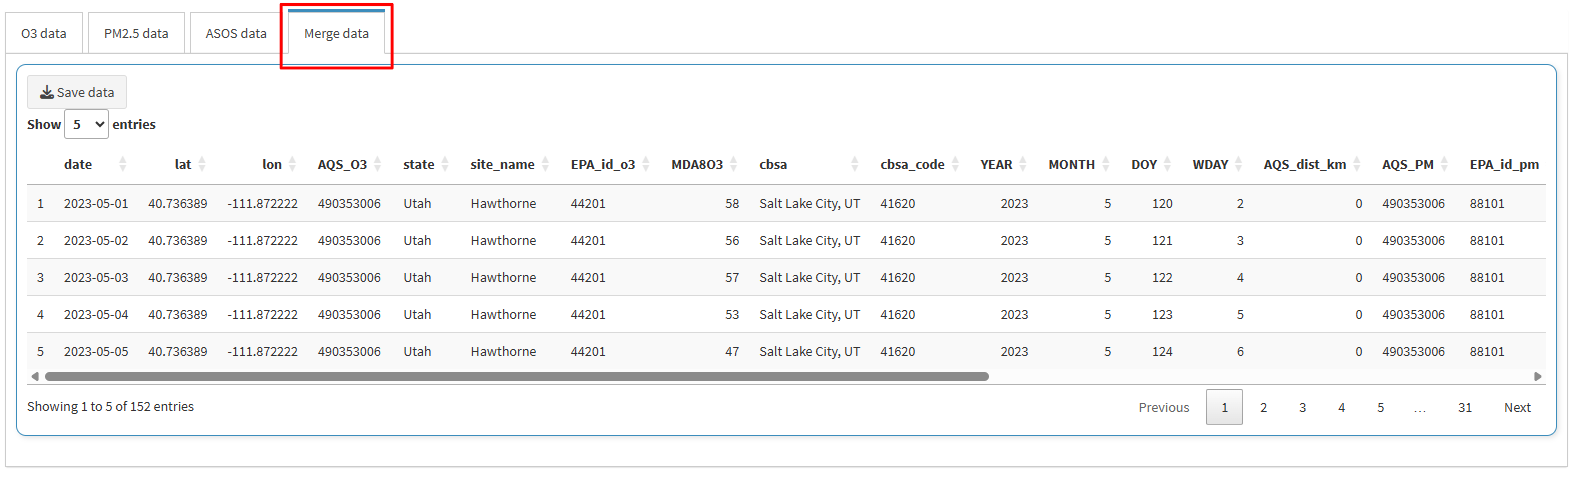 O3 data PM2.5 data ASOS data Merge data
Save data
Show 5 entries
date lat lon AQS_O3 state site_name EPA_id_o3 MDA8O3 cbsa cbsa_code YEAR MONTH DOY WDAY AQS_dist_km AQS_PM EPA_id_pm
1 2023-05-01 40.736389 -111.872222 490353006 Utah Hawthorne 44201 58 Salt Lake City, UT 41620 2023 5 120 2 0 490353006 88101
2 2023-05-02 40.736389 -111.872222 490353006 Utah Hawthorne 44201 56 Salt Lake City, UT 41620 2023 5 121 3 0 490353006 88101
3 2023-05-03 40.736389 -111.872222 490353006 Utah Hawthorne 44201 57 Salt Lake City, UT 41620 2023 5 122 4 0 490353006 88101
4 2023-05-04 40.736389 -111.872222 490353006 Utah Hawthorne 44201 53 Salt Lake City, UT 41620 2023 5 123 5 0 490353006 88101
5 2023-05-05 40.736389 -111.872222 490353006 Utah Hawthorne 44201 47 Salt Lake City, UT 41620 2023 5 124 6 0 490353006 88101
Showing 1 to 5 of 152 entries Previous 1 2 3 4 5 … 31 Next